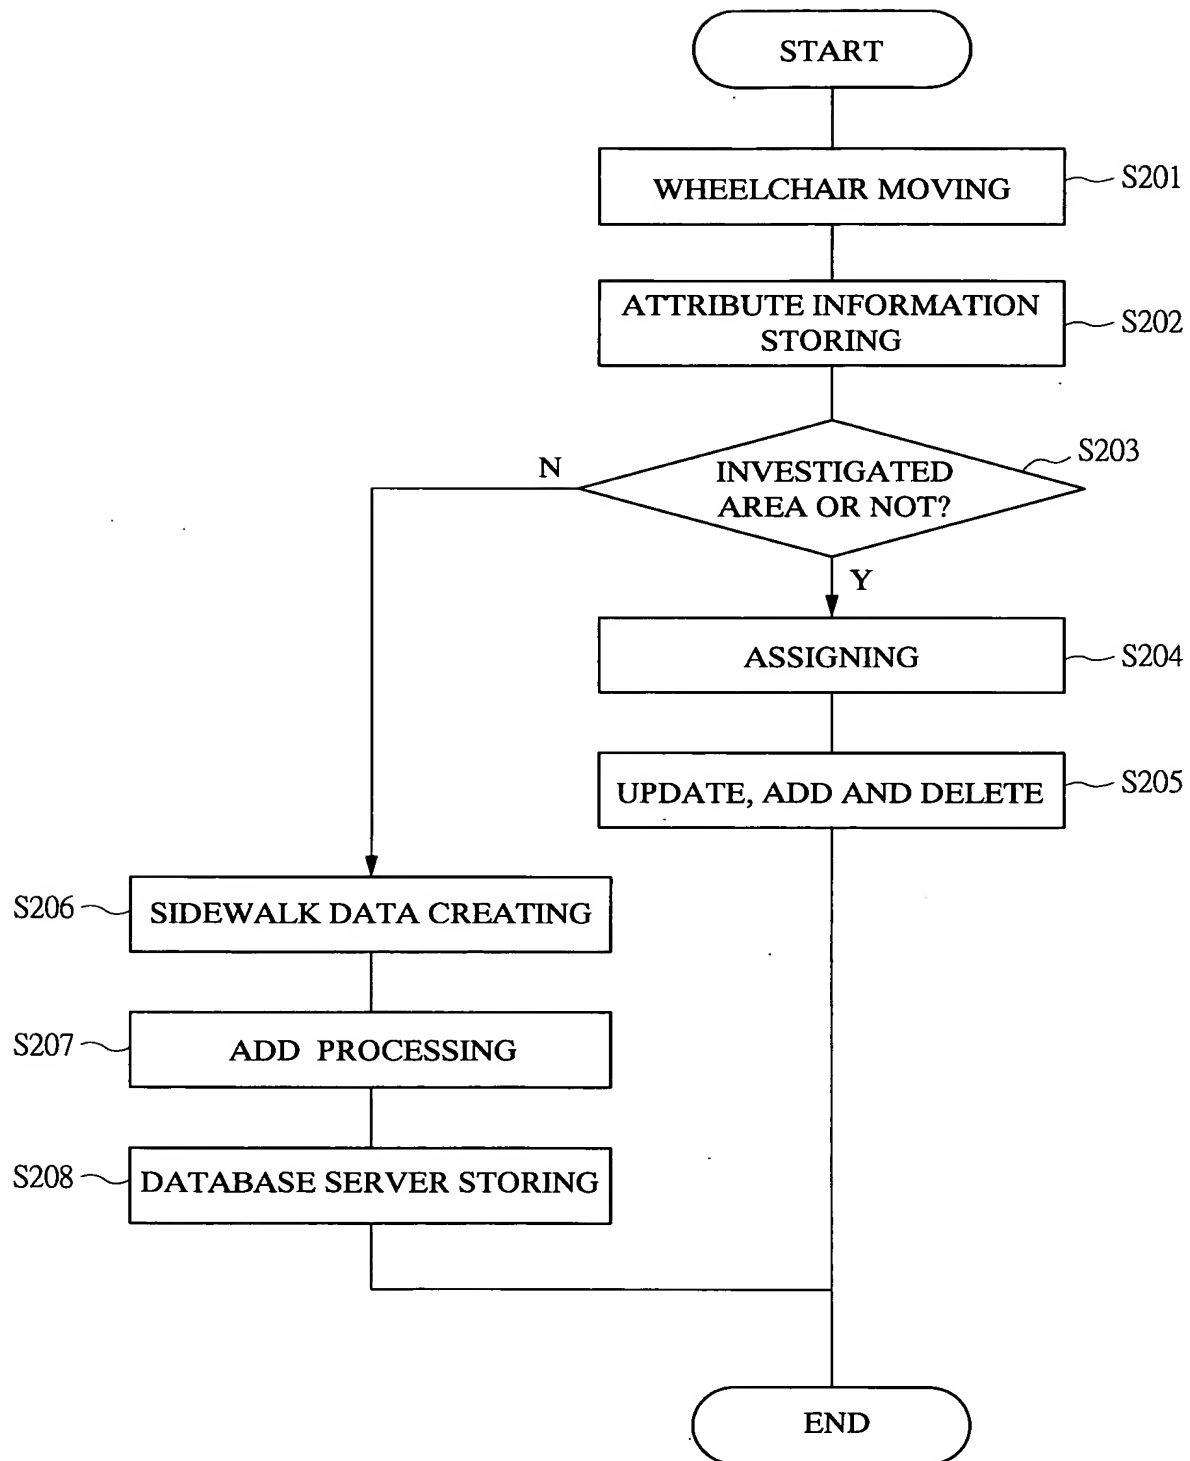 START
WHEELCHAIR MOVING
S201
ATTRIBUTE INFORMATION
STORING
S202
INVESTIGATED
AREA OR NOT?
S203
N
Y
ASSIGNING
S204
UPDATE, ADD AND DELETE
S205
S206
SIDEWALK DATA CREATING
S207
ADD PROCESSING
S208
DATABASE SERVER STORING
END